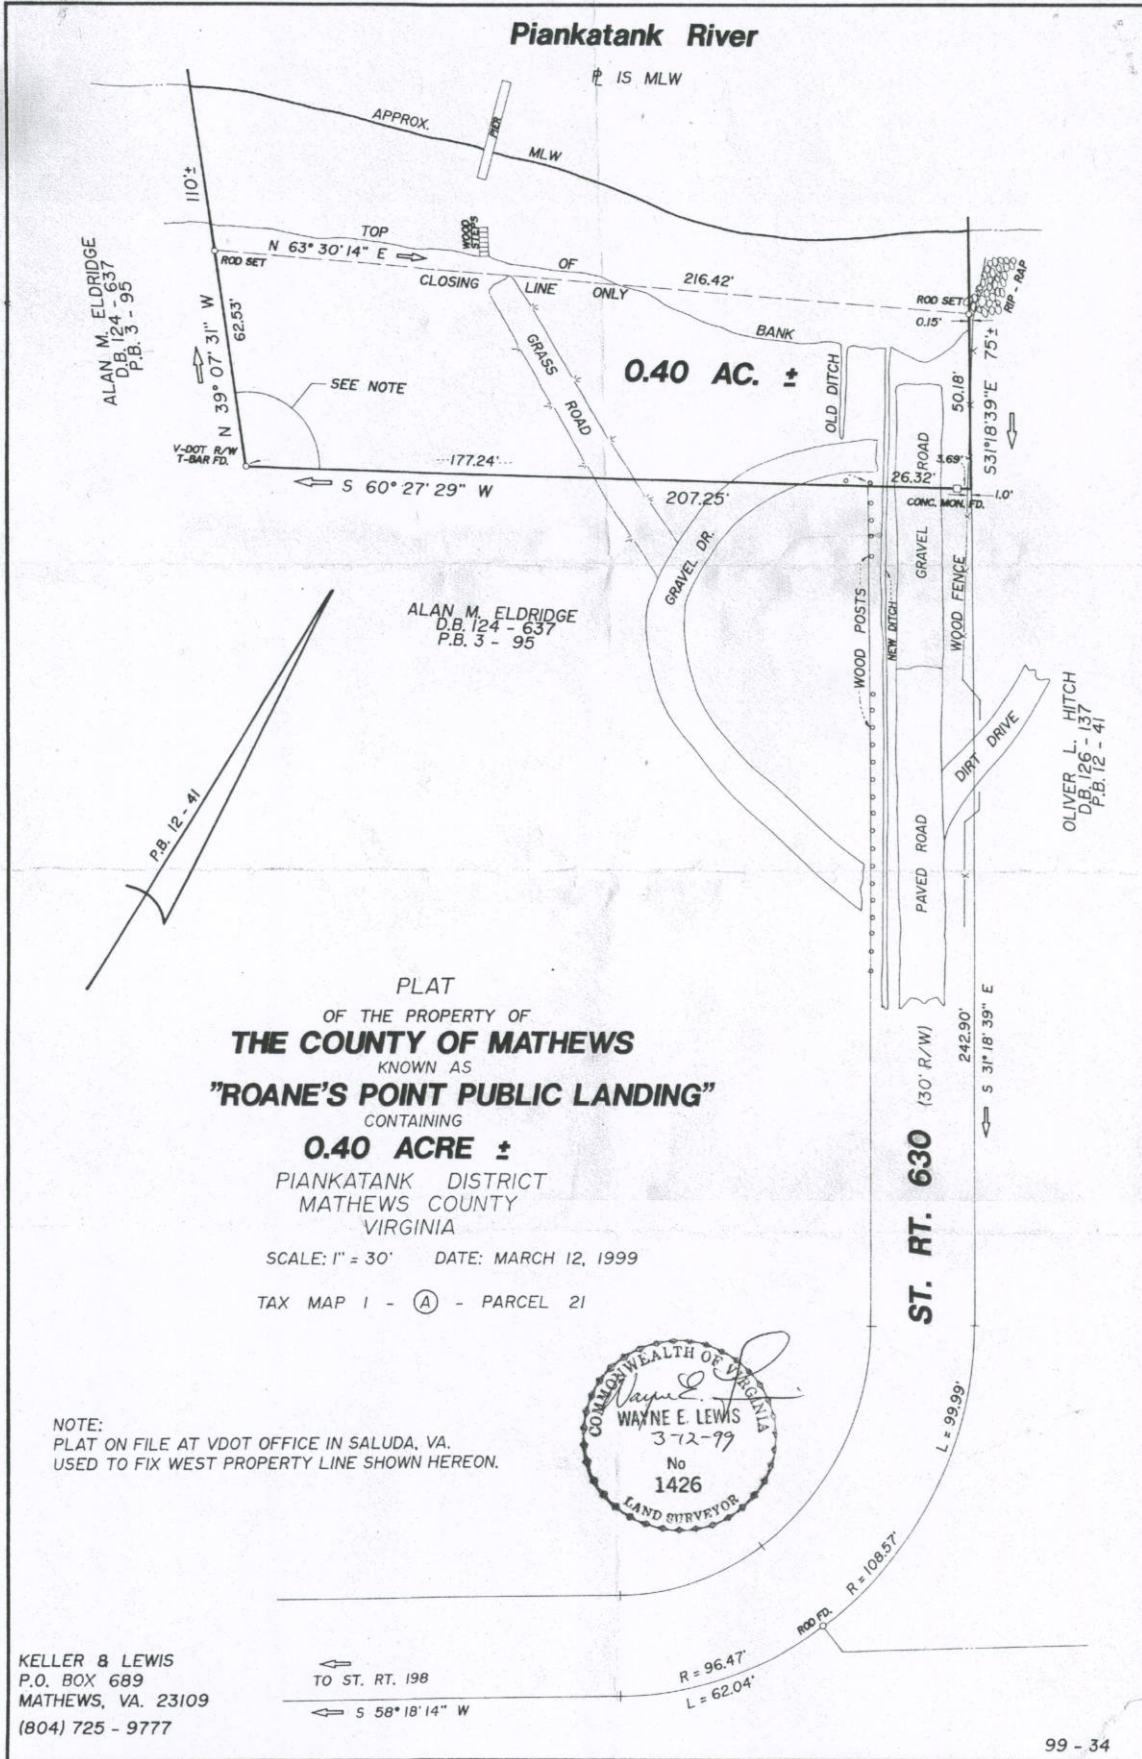 Piankatank River
℄ IS MLW
APPROX.
MLW
PIER
110'±
TOP
OF
BANK
WOOD STEPS
N 63° 30' 14" E
216.42'
CLOSING LINE ONLY
ROD SET
ROD SET
RIP - RAP
0.15'
75'±
50.18'
S31°18'39"E
ALAN M. ELDRIDGE
D.B. 124 - 637
P.B. 3 - 95
N 39° 07' 31" W
62.53'
SEE NOTE
GRASS ROAD
0.40 AC. ±
OLD DITCH
V-DOT R/W
T-BAR FD.
177.24'
S 60° 27' 29" W
207.25'
26.32'
3.69'
1.0'
CONC. MON. FD.
GRAVEL ROAD
GRAVEL DR.
WOOD POSTS
NEW DITCH
WOOD FENCE
ALAN M. ELDRIDGE
D.B. 124 - 637
P.B. 3 - 95
P.B. 12 - 41
DIRT DRIVE
PAVED ROAD
OLIVER L. HITCH
D.B. 126 - 137
P.B. 12 - 41
242.90'
S 31° 18' 39" E
ST. RT. 630 (30' R/W)
PLAT
OF THE PROPERTY OF
THE COUNTY OF MATHEWS
KNOWN AS
"ROANE'S POINT PUBLIC LANDING"
CONTAINING
0.40 ACRE ±
PIANKATANK DISTRICT
MATHEWS COUNTY
VIRGINIA
SCALE: 1" = 30' DATE: MARCH 12, 1999
TAX MAP 1 - A - PARCEL 21
COMMONWEALTH OF VIRGINIA
Wayne E.
WAYNE E. LEWIS
3-12-99
No
1426
LAND SURVEYOR
NOTE:
PLAT ON FILE AT VDOT OFFICE IN SALUDA, VA.
USED TO FIX WEST PROPERTY LINE SHOWN HEREON.
L = 99.99'
R = 108.57'
ROD FD.
R = 96.47'
L = 62.04'
TO ST. RT. 198
S 58° 18' 14" W
KELLER & LEWIS
P.O. BOX 689
MATHEWS, VA. 23109
(804) 725 - 9777
99 - 34